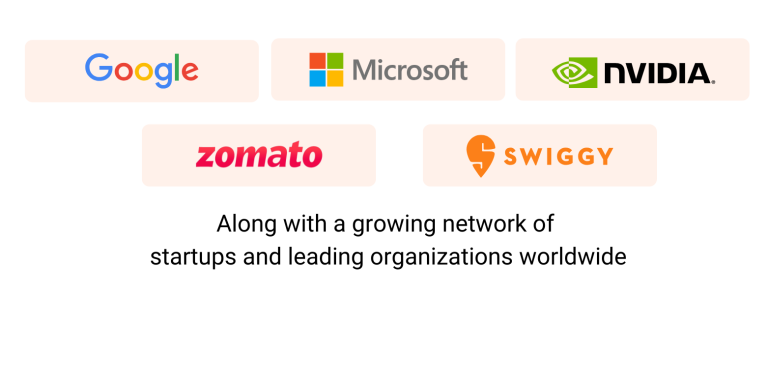 Google
Microsoft
NVIDIA.
zomato
SWIGGY
Along with a growing network of
startups and leading organizations worldwide